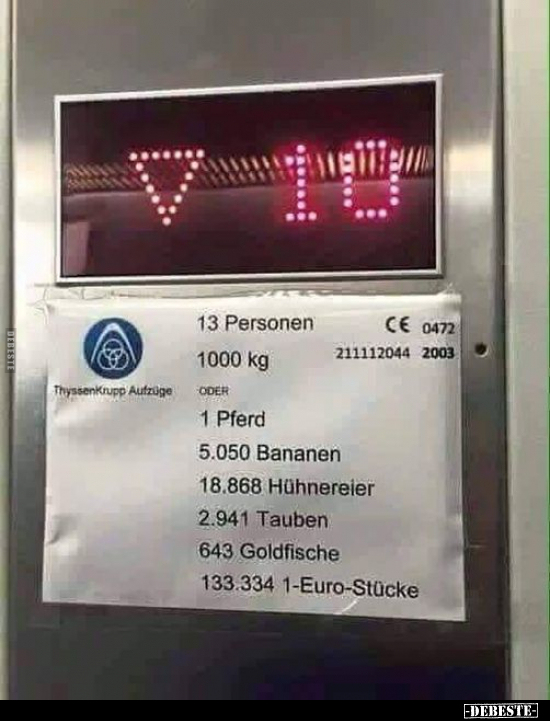 ▽ 10
13 Personen
CE 0472
1000 kg
211112044 2003
ThyssenKrupp Aufzüge
ODER
1 Pferd
5.050 Bananen
18.868 Hühnereier
2.941 Tauben
643 Goldfische
133.334 1-Euro-Stücke
DEBESTE
-DEBESTE-